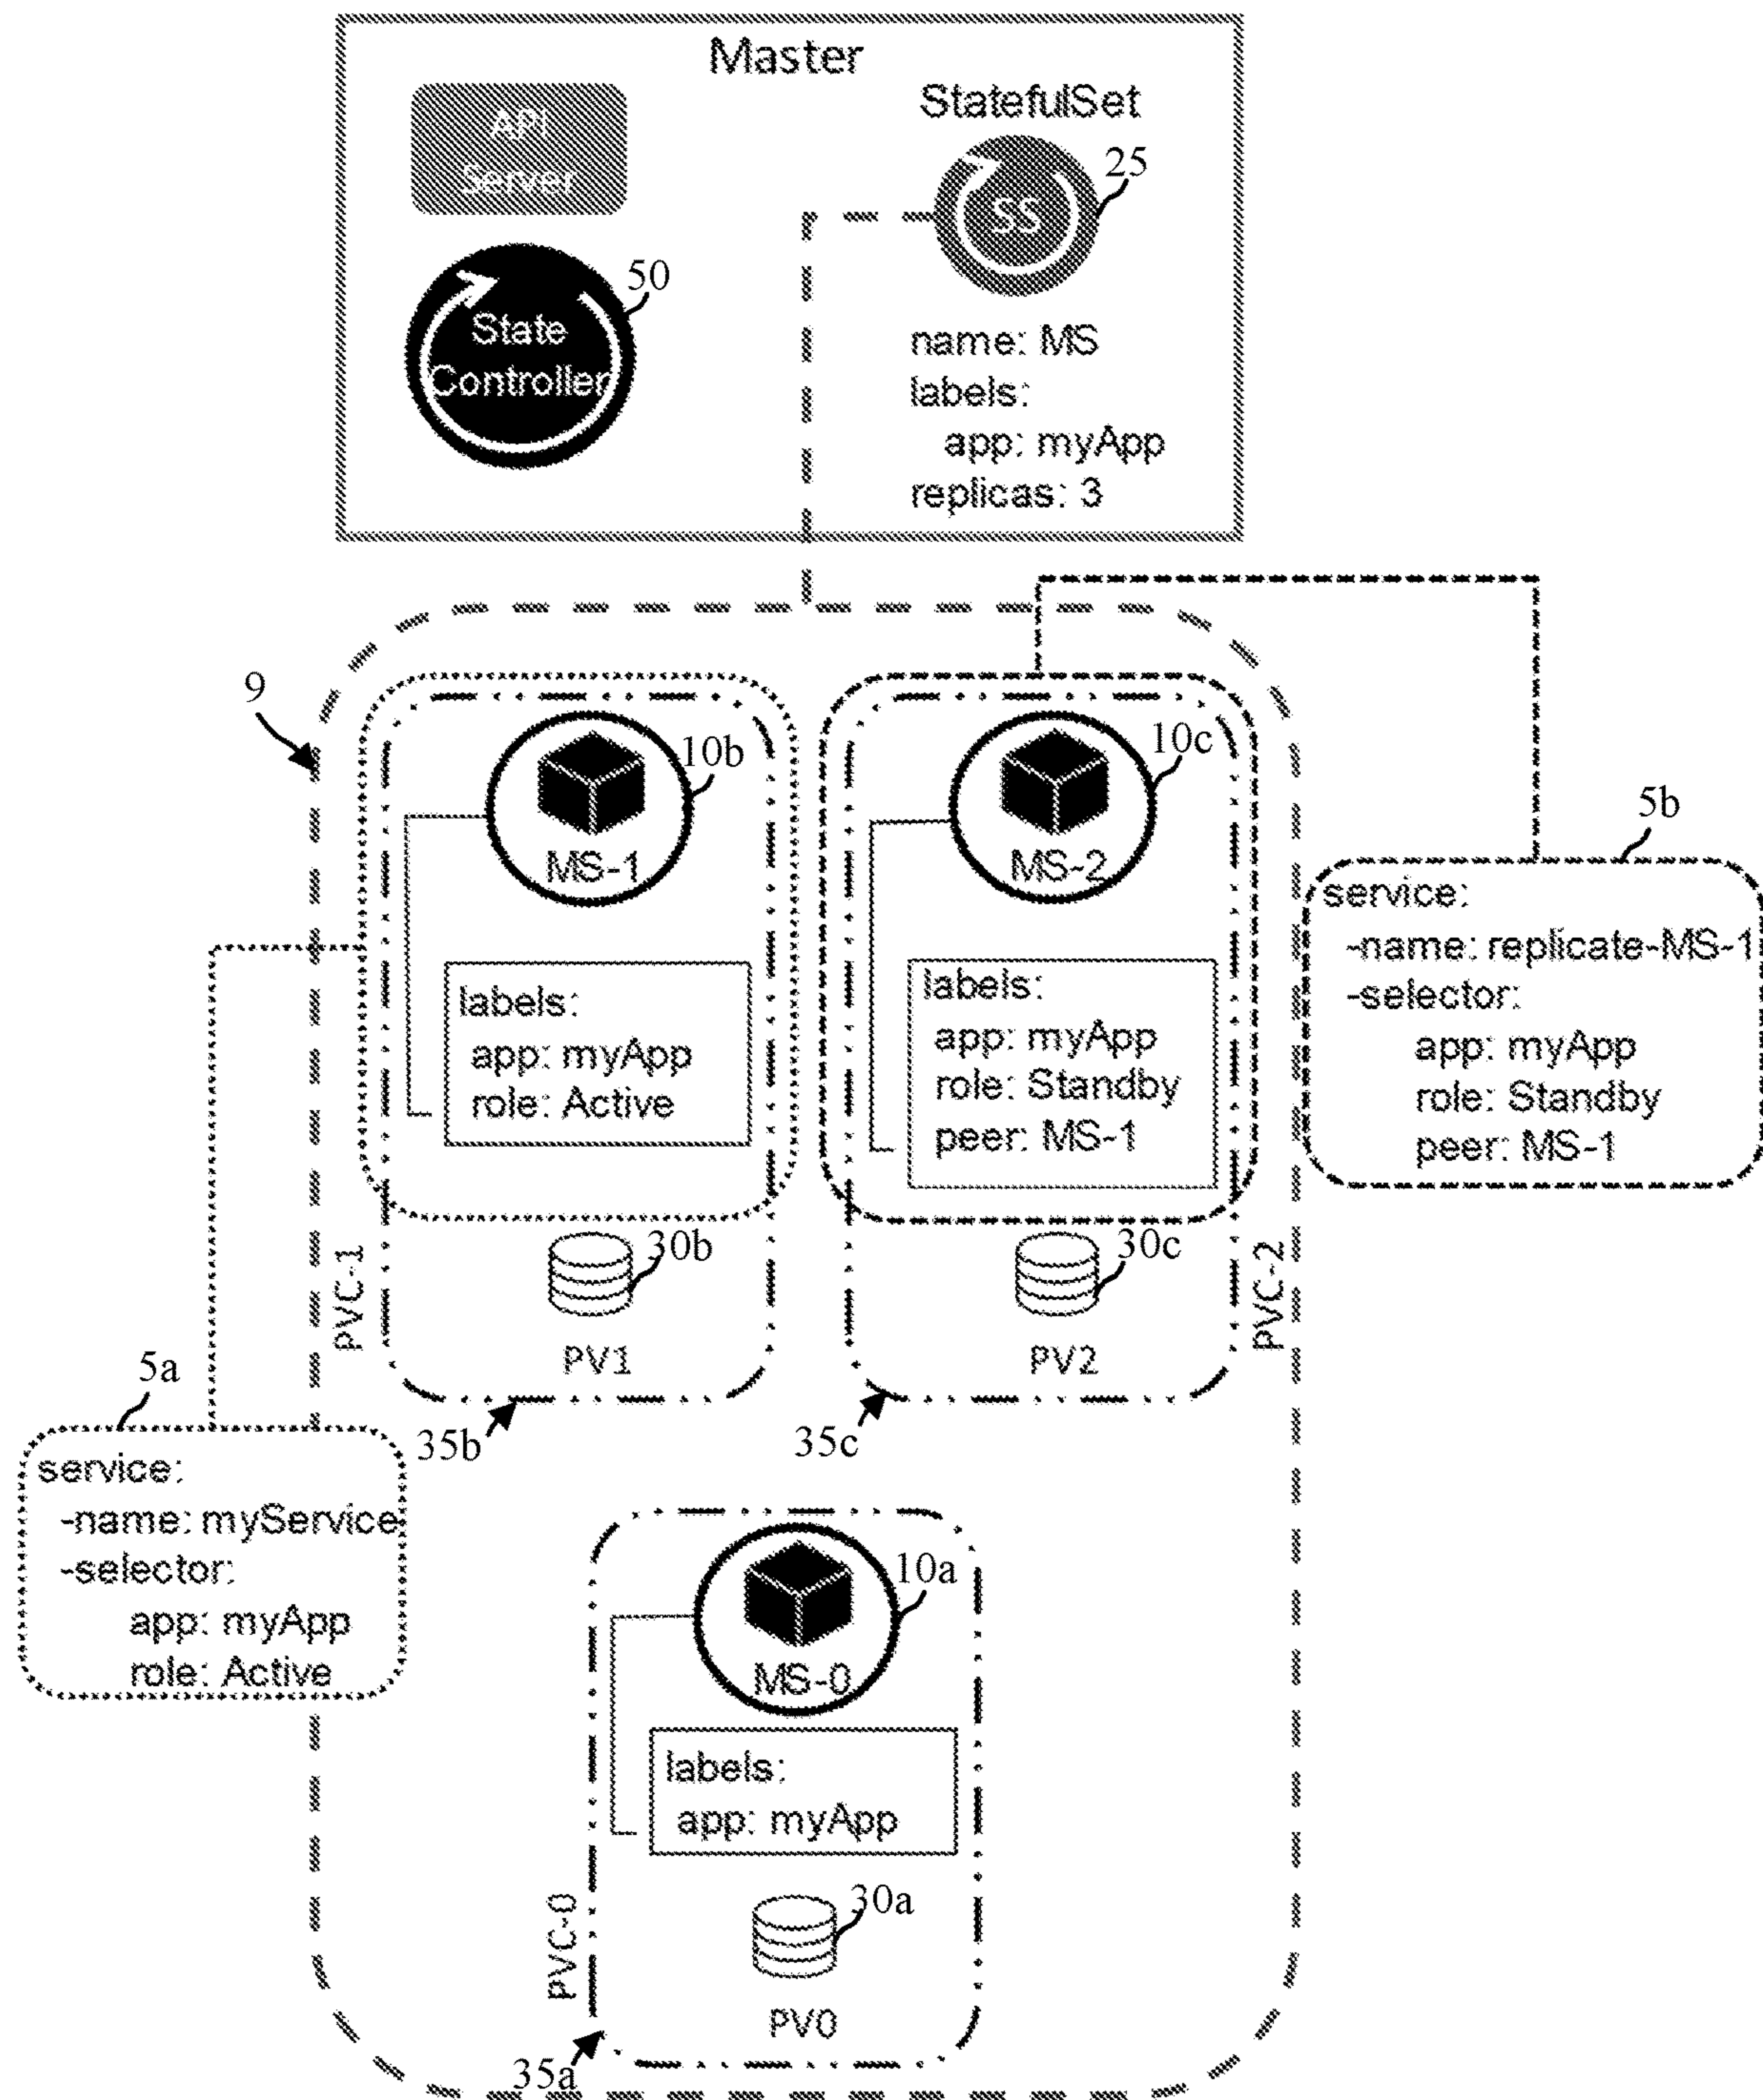 Master
API
Server
StatefulSet
25
SS
50
State
Controller
name: MS
labels:
app: myApp
replicas: 3
9
10b
MS-1
labels:
app: myApp
role: Active
30b
PV1
PVC-1
35b
10c
MS-2
labels:
app: myApp
role: Standby
peer: MS-1
30c
PV2
PVC-2
35c
5b
service:
-name: replicate-MS-1
-selector:
app: myApp
role: Standby
peer: MS-1
5a
service:
-name: myService
-selector:
app: myApp
role: Active
10a
MS-0
labels:
app: myApp
30a
PV0
PVC-0
35a